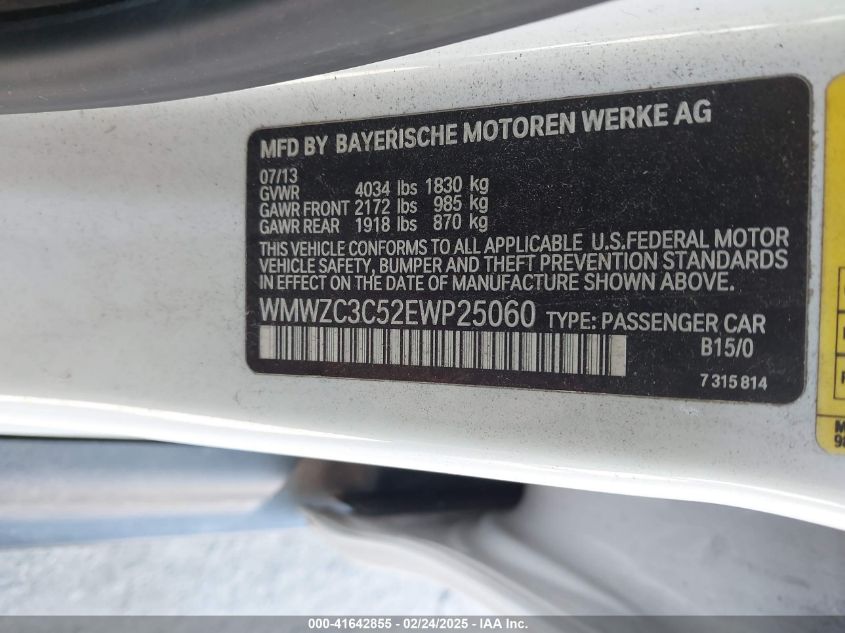 MFD BY BAYERISCHE MOTOREN WERKE AG
07/13
GVWR 4034 lbs 1830 kg
GAWR FRONT 2172 lbs 985 kg
GAWR REAR 1918 lbs 870 kg
THIS VEHICLE CONFORMS TO ALL APPLICABLE U.S.FEDERAL MOTOR
VEHICLE SAFETY, BUMPER AND THEFT PREVENTION STANDARDS
IN EFFECT ON THE DATE OF MANUFACTURE SHOWN ABOVE.
WMWZC3C52EWP25060 TYPE: PASSENGER CAR
B15/0
7 315 814
000-41642855 - 02/24/2025 - IAA Inc.